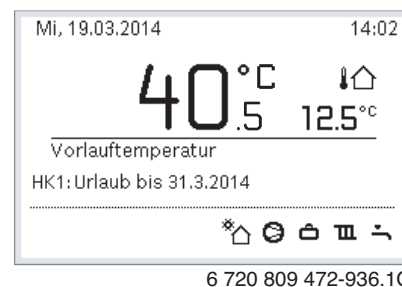 Mi, 19.03.2014 14:02
40.5 °C 12.5°C
Vorlauftemperatur
HK1: Urlaub bis 31.3.2014
6 720 809 472-936.1O